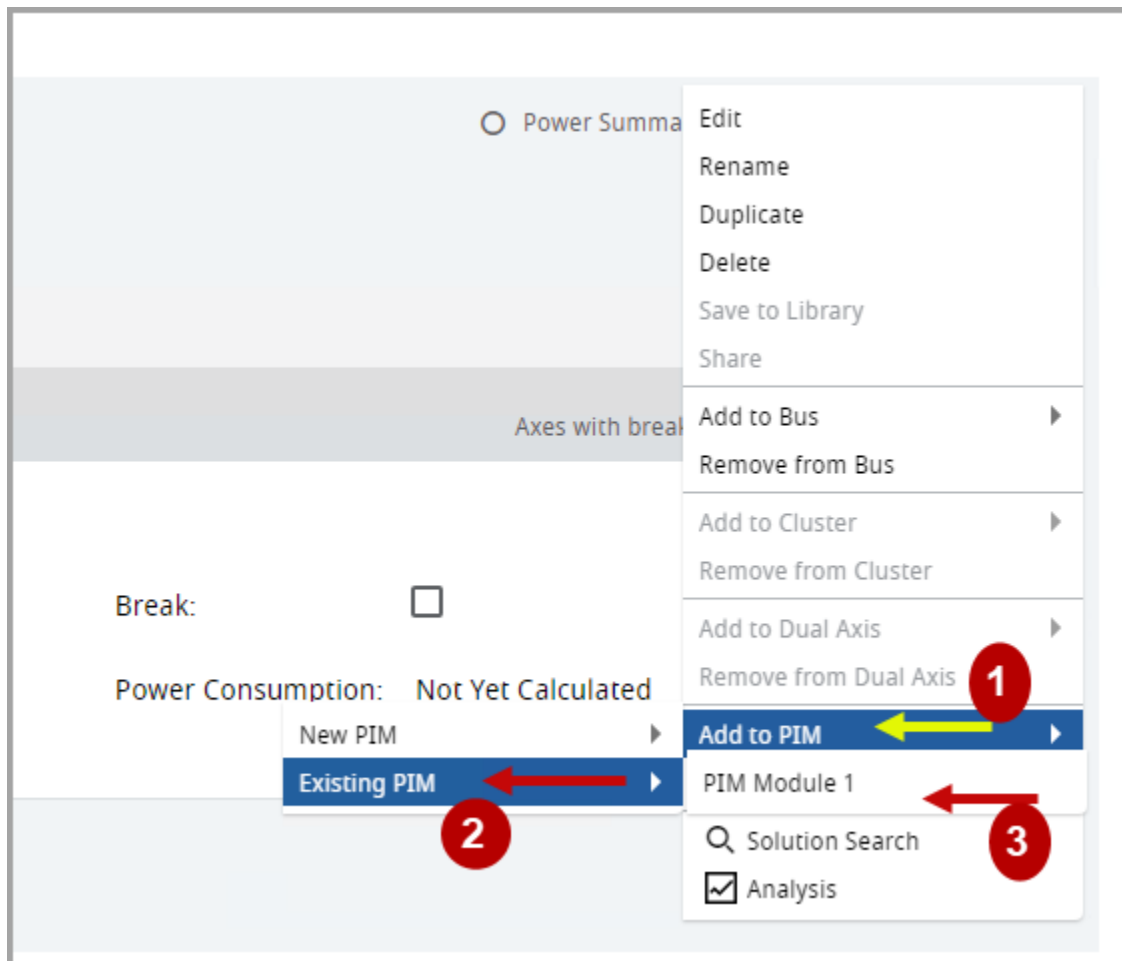 Power Summa
Edit
Rename
Duplicate
Delete
Save to Library
Share
Axes with break
Add to Bus
Remove from Bus
Add to Cluster
Remove from Cluster
Break:
Add to Dual Axis
Remove from Dual Axis
1
Power Consumption: Not Yet Calculated
New PIM
Add to PIM
Existing PIM
PIM Module 1
2
3
Solution Search
Analysis